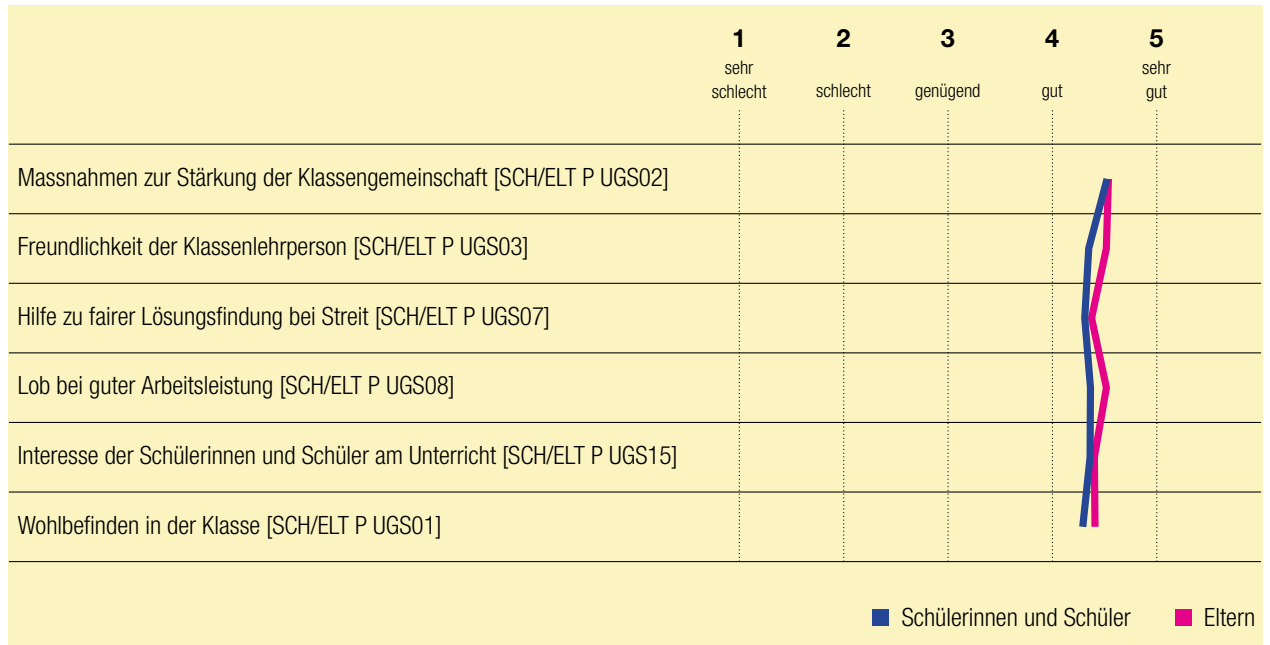 1 2 3 4 5
sehr schlecht schlecht genügend gut sehr gut
Massnahmen zur Stärkung der Klassengemeinschaft [SCH/ELT P UGS02]
Freundlichkeit der Klassenlehrperson [SCH/ELT P UGS03]
Hilfe zu fairer Lösungsfindung bei Streit [SCH/ELT P UGS07]
Lob bei guter Arbeitsleistung [SCH/ELT P UGS08]
Interesse der Schülerinnen und Schüler am Unterricht [SCH/ELT P UGS15]
Wohlbefinden in der Klasse [SCH/ELT P UGS01]
Schülerinnen und Schüler Eltern